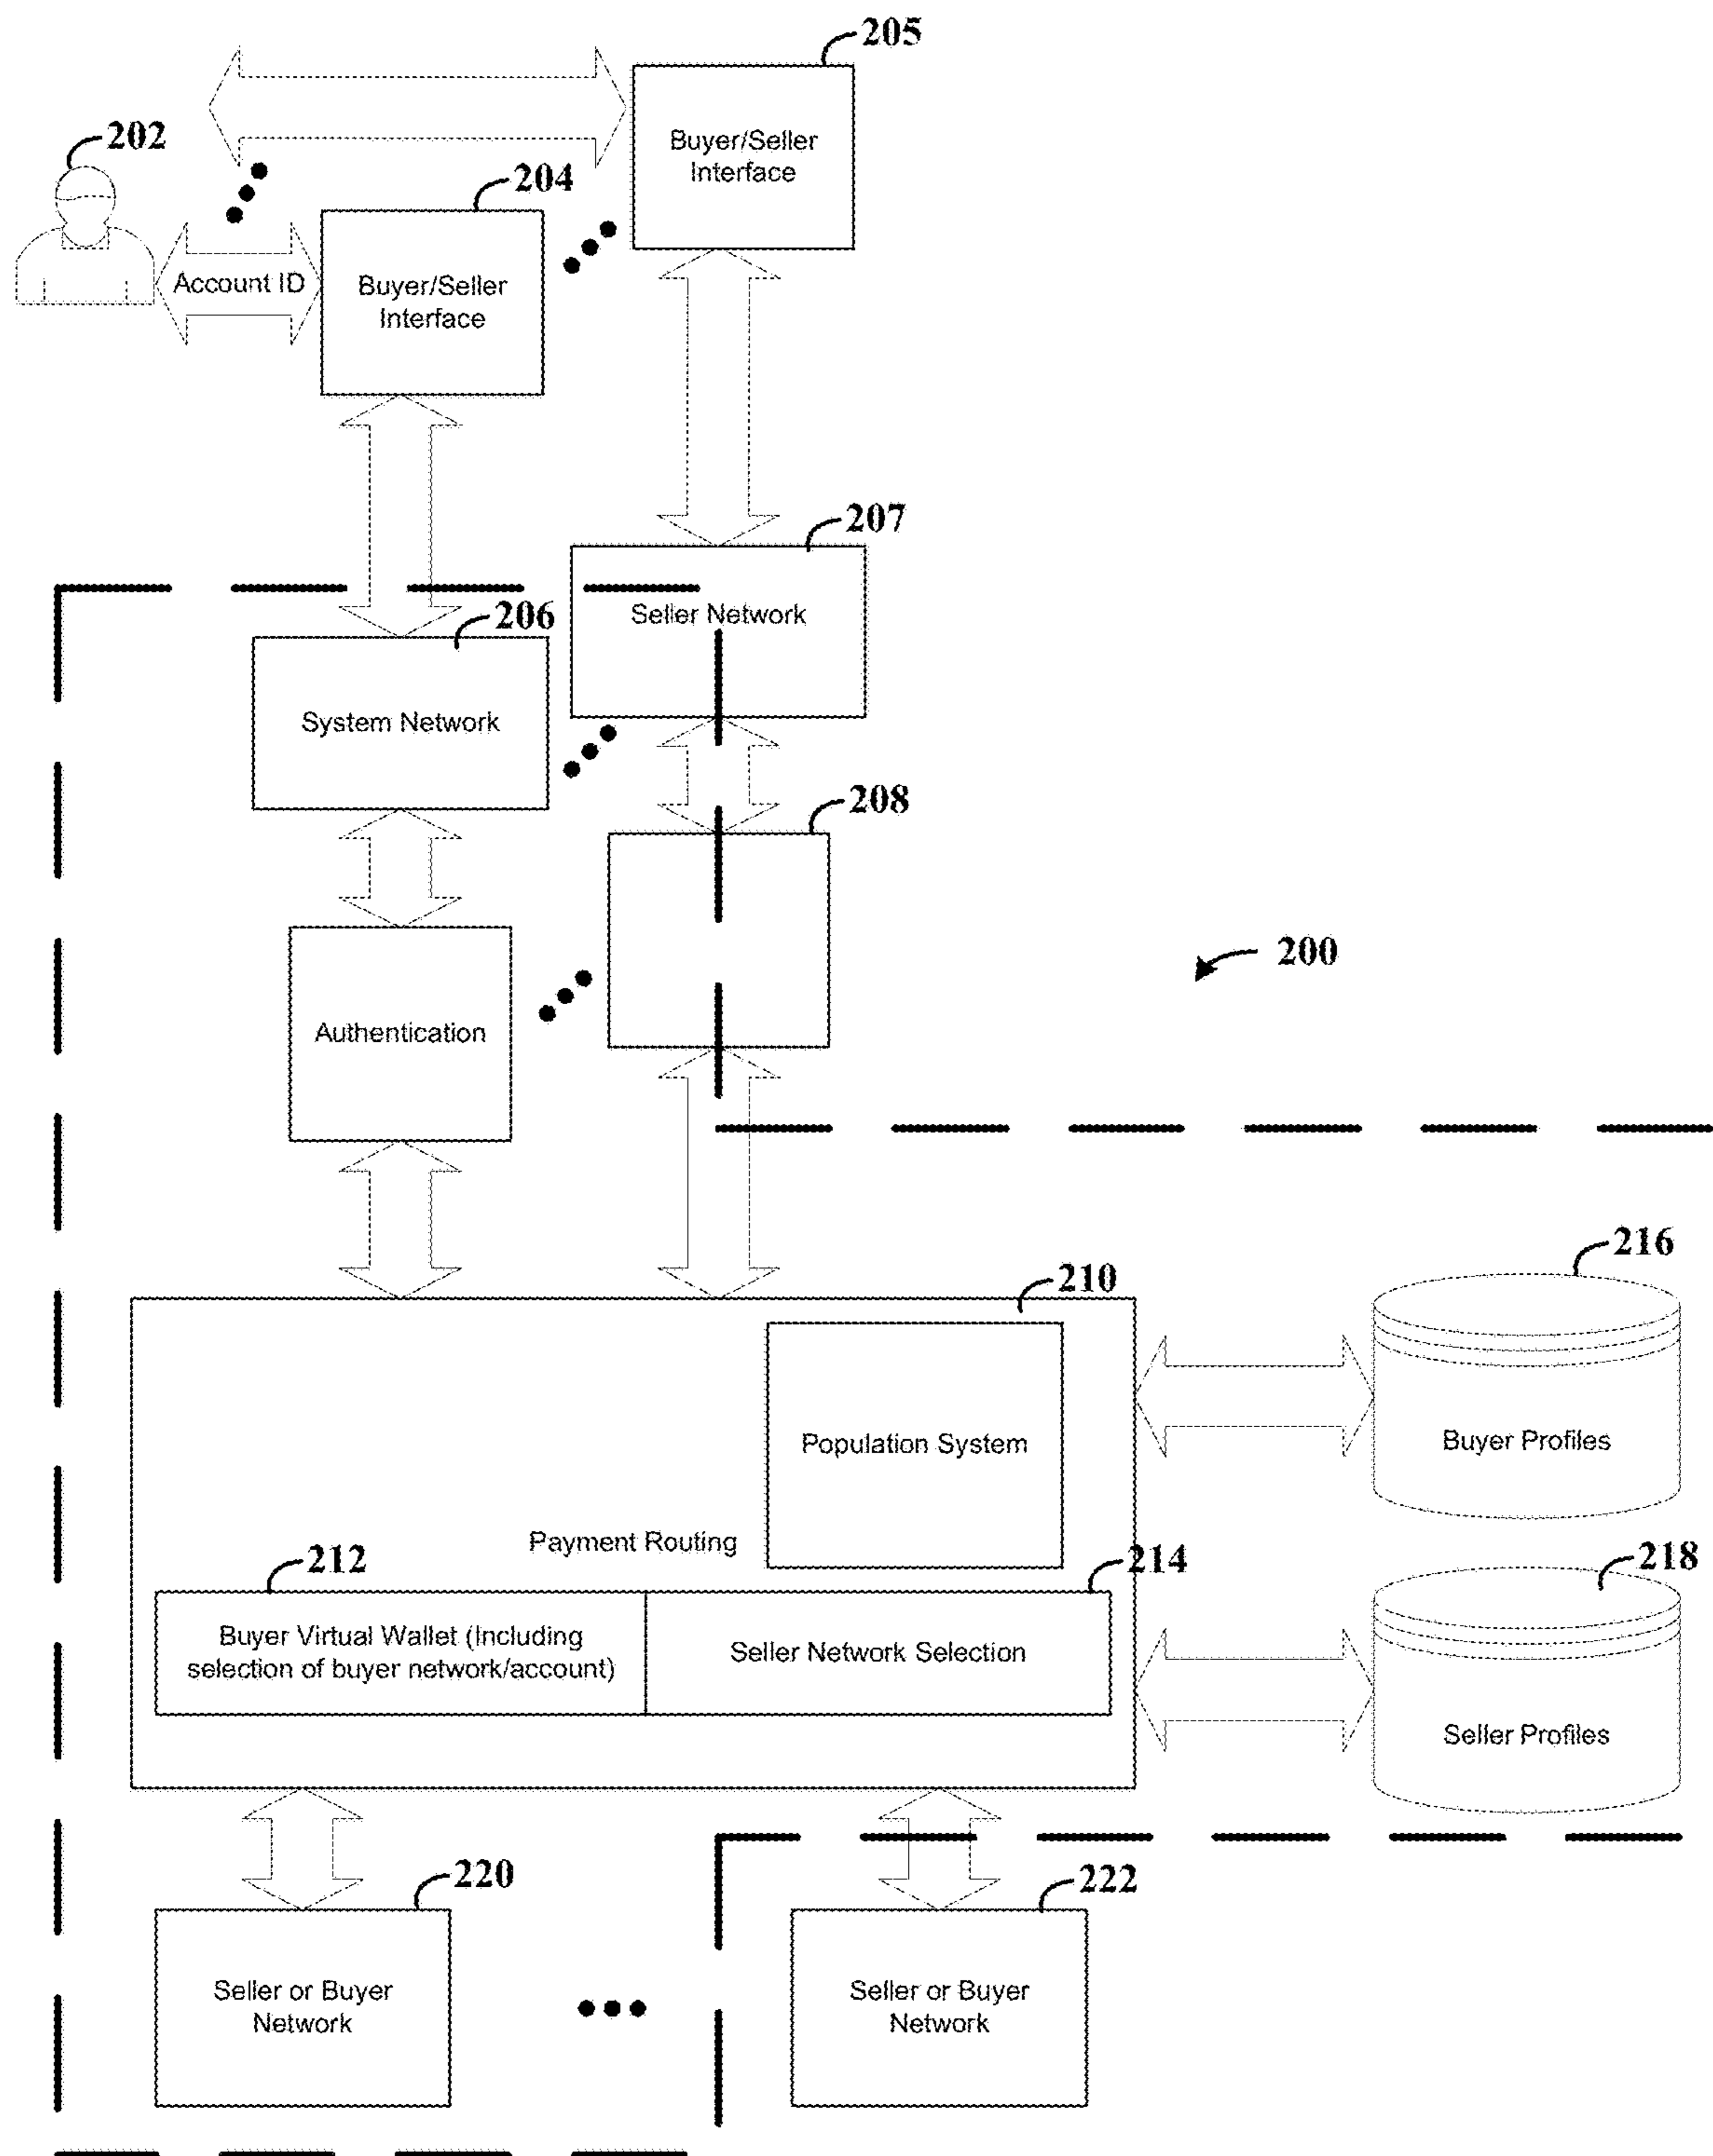 205
Buyer/Seller
Interface
202
204
Account ID
Buyer/Seller
Interface
207
Seller Network
206
System Network
208
Authentication
200
216
210
Population System
Buyer Profiles
Payment Routing
212
214
218
Buyer Virtual Wallet (Including
selection of buyer network/account)
Seller Network Selection
Seller Profiles
220
222
Seller or Buyer
Network
Seller or Buyer
Network